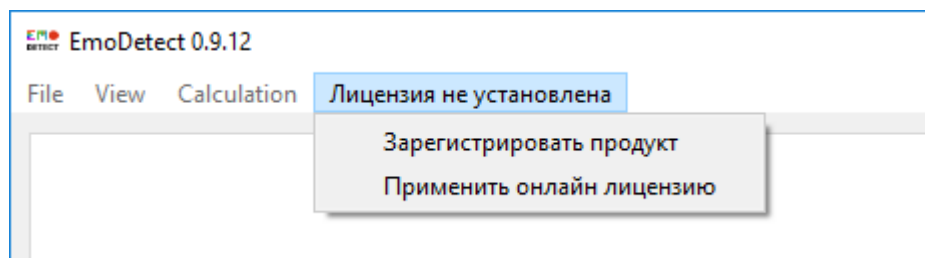 EMO DETECT EmoDetect 0.9.12
File View Calculation Лицензия не установлена
Зарегистрировать продукт
Применить онлайн лицензию